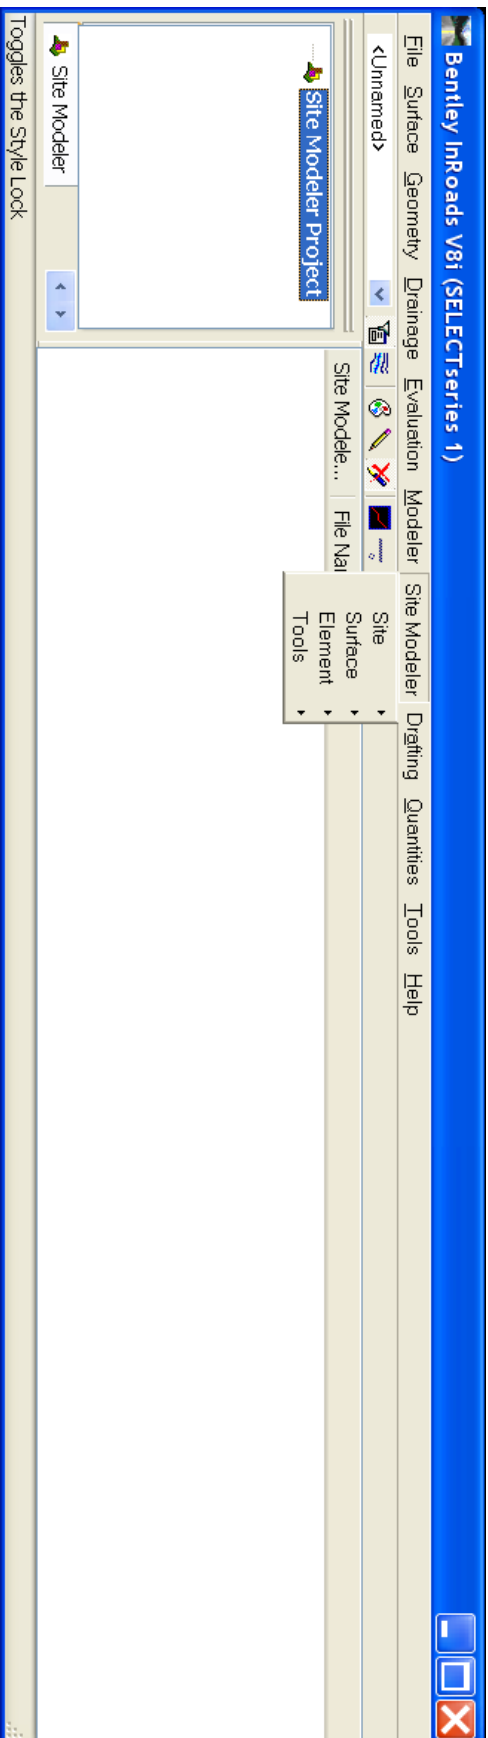 Bentley InRoads V8i (SELECTseries 1)
File Surface Geometry Drainage Evaluation Modeler Site Modeler Drafting Quantities Tools Help
<Unnamed>
Site Modeler Project
Site Modele... File Nar
Site
Surface
Element
Tools
Site Modeler
Toggles the Style Lock